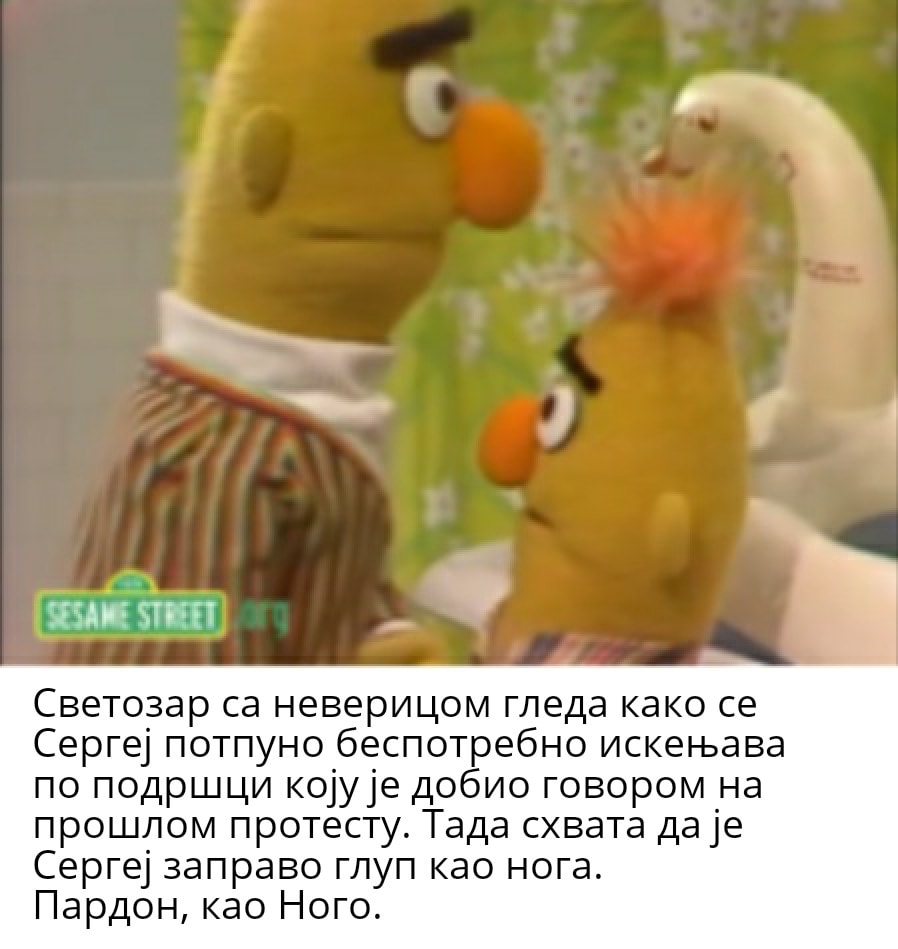 SESAME STREET .org
Светозар са неверицом гледа како се
Сергеј потпуно беспотребно искењава
по подршци коју је добио говором на
прошлом протесту. Тада схвата да је
Сергеј заправо глуп као нога.
Пардон, као Ного.